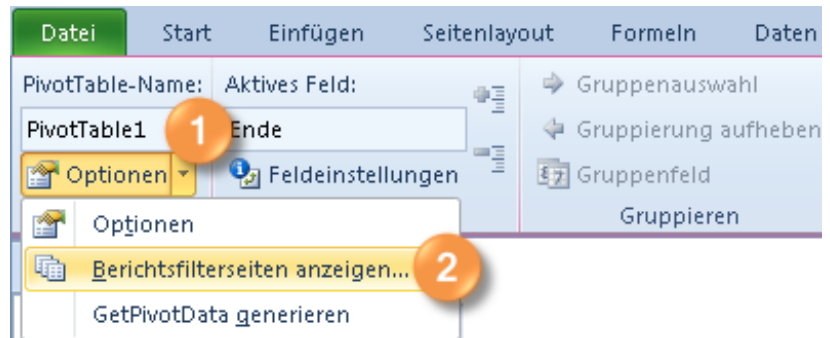 Datei Start Einfügen Seitenlayout Formeln Daten
PivotTable-Name: Aktives Feld:
Gruppenauswahl
PivotTable1 1 Ende
Gruppierung aufheben
Optionen Feldeinstellungen
Gruppenfeld
Gruppieren
Optionen
Berichtsfilterseiten anzeigen... 2
GetPivotData generieren